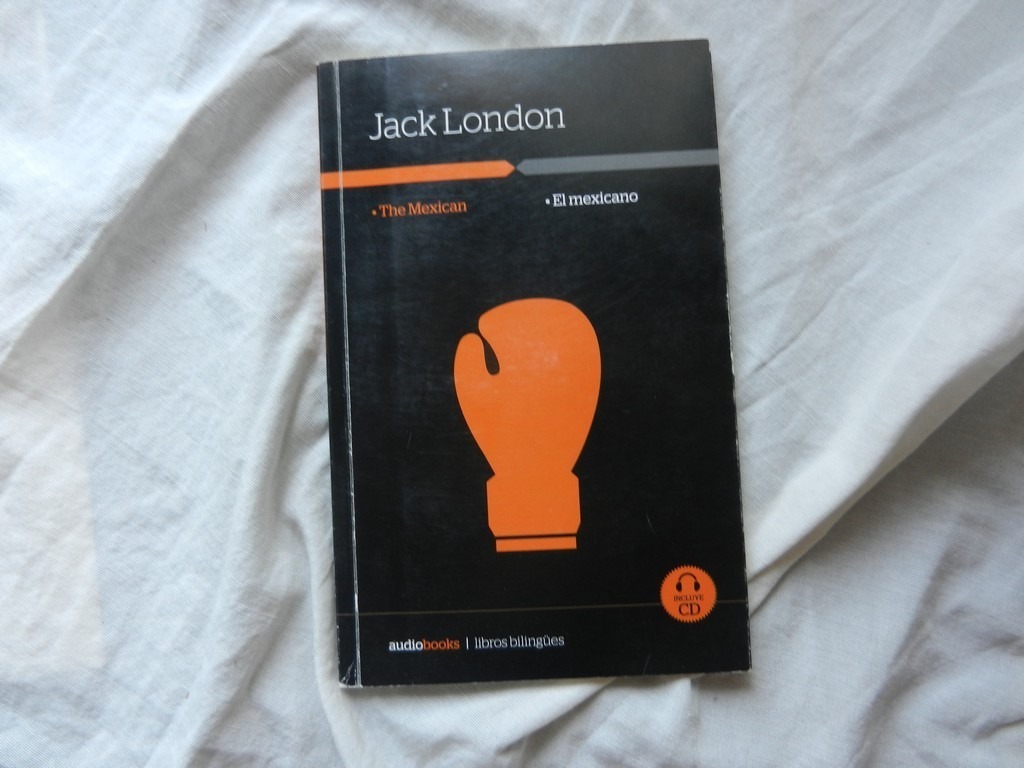 Jack London
• The Mexican
• El mexicano
INCLUYE
CD
audiobooks | libros bilingües